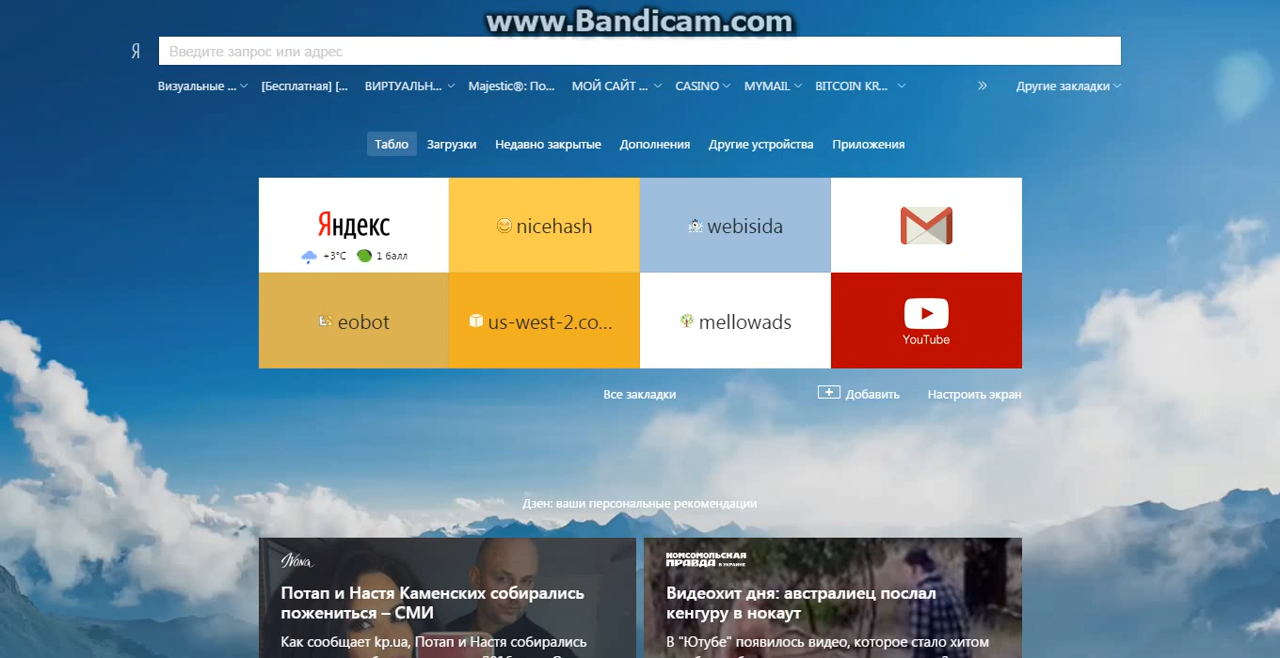 www.Bandicam.com
Я Введите запрос или адрес
Визуальные ... [Бесплатная] [... ВИРТУАЛЬН... Majestic®: По... МОЙ САЙТ ... CASINO MYMAIL BITCOIN KR... » Другие закладки
Табло Загрузки Недавно закрытые Дополнения Другие устройства Приложения
Яндекс
+3°C 1 балл
nicehash
webisida
eobot
us-west-2.co...
mellowads
YouTube
Все закладки Добавить Настроить экран
Дзен: ваши персональные рекомендации
Nona
Потап и Настя Каменских собирались
пожениться – СМИ
Как сообщает kp.ua, Потап и Настя собирались
КОМСОМОЛЬСКАЯ
ПРАВДА В УКРАИНЕ
Видеохит дня: австралиец послал
кенгуру в нокаут
В "Ютубе" появилось видео, которое стало хитом